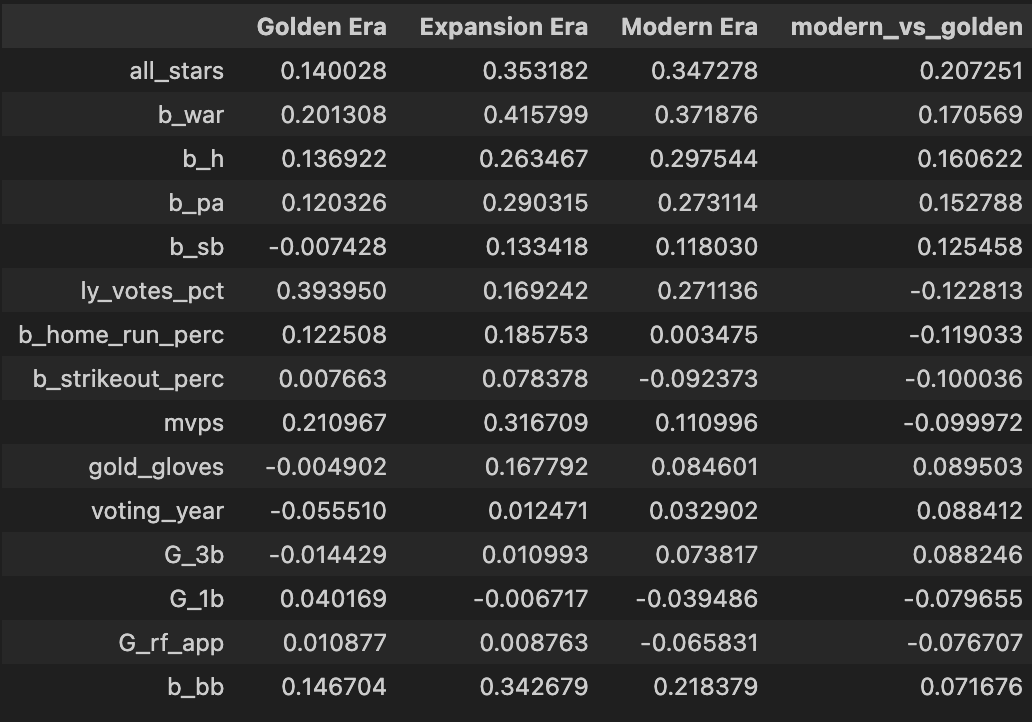 Golden Era Expansion Era Modern Era modern_vs_golden
all_stars 0.140028 0.353182 0.347278 0.207251
b_war 0.201308 0.415799 0.371876 0.170569
b_h 0.136922 0.263467 0.297544 0.160622
b_pa 0.120326 0.290315 0.273114 0.152788
b_sb -0.007428 0.133418 0.118030 0.125458
ly_votes_pct 0.393950 0.169242 0.271136 -0.122813
b_home_run_perc 0.122508 0.185753 0.003475 -0.119033
b_strikeout_perc 0.007663 0.078378 -0.092373 -0.100036
mvps 0.210967 0.316709 0.110996 -0.099972
gold_gloves -0.004902 0.167792 0.084601 0.089503
voting_year -0.055510 0.012471 0.032902 0.088412
G_3b -0.014429 0.010993 0.073817 0.088246
G_1b 0.040169 -0.006717 -0.039486 -0.079655
G_rf_app 0.010877 0.008763 -0.065831 -0.076707
b_bb 0.146704 0.342679 0.218379 0.071676